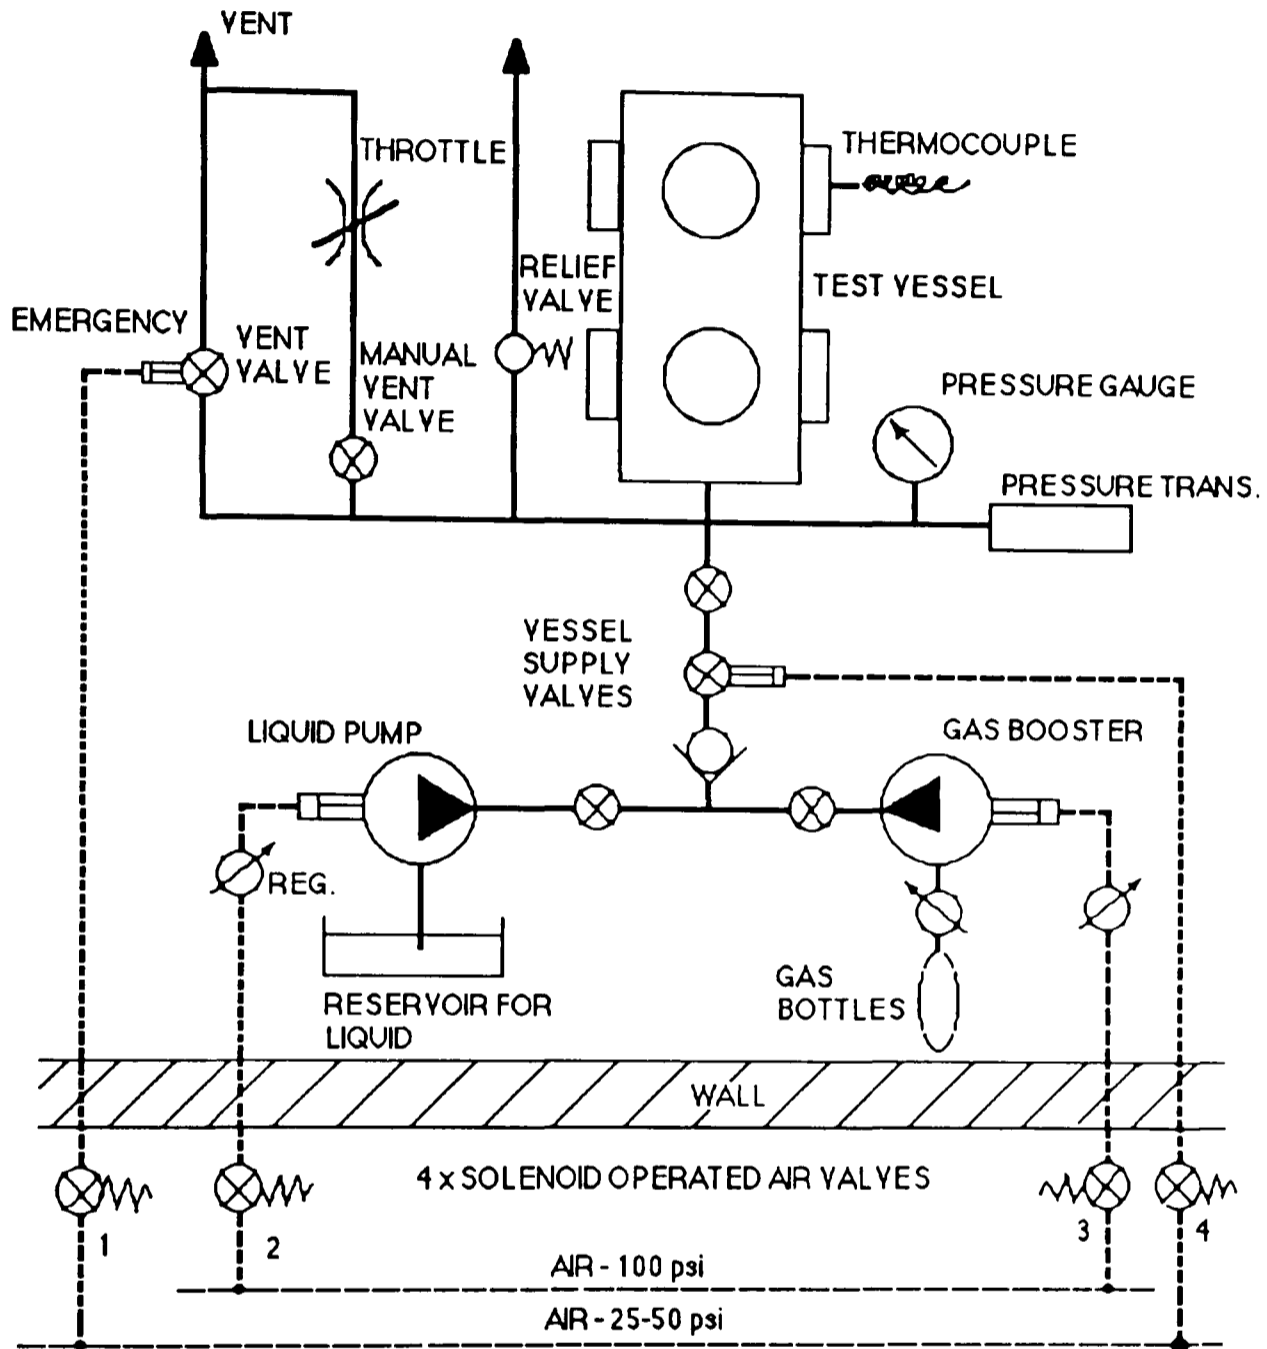 VENT
THROTTLE
THERMOCOUPLE
RELIEF
VALVE
TEST VESSEL
EMERGENCY
VENT
VALVE
MANUAL
VENT
VALVE
PRESSURE GAUGE
PRESSURE TRANS.
VESSEL
SUPPLY
VALVES
LIQUID PUMP
GAS BOOSTER
REG.
GAS
BOTTLES
RESERVOIR FOR
LIQUID
WALL
4 x SOLENOID OPERATED AIR VALVES
1
2
3
4
AIR - 100 psi
AIR - 25-50 psi